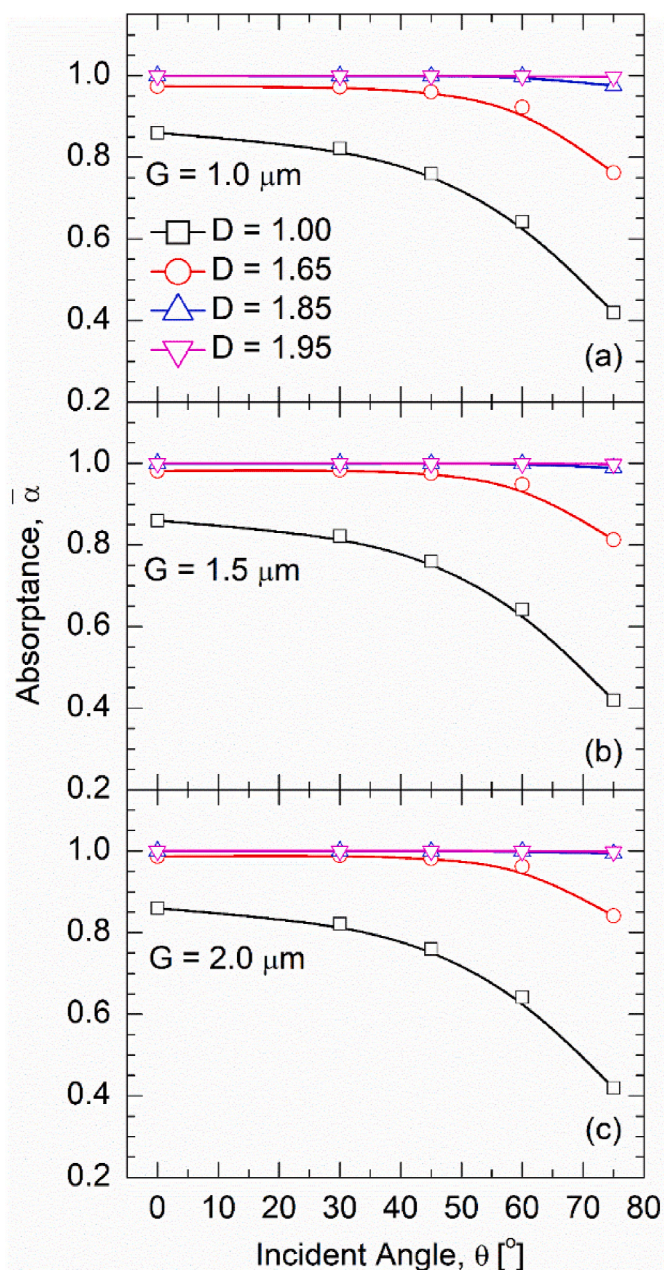 1.0
0.8
G = 1.0 μm
D = 1.00
0.6
D = 1.65
D = 1.85
0.4
D = 1.95
(a)
0.2
1.0
0.8
G = 1.5 μm
0.6
0.4
(b)
0.2
Absorptance, ᾱ
1.0
0.8
G = 2.0 μm
0.6
0.4
(c)
0.2
0 10 20 30 40 50 60 70 80
Incident Angle, θ [°]